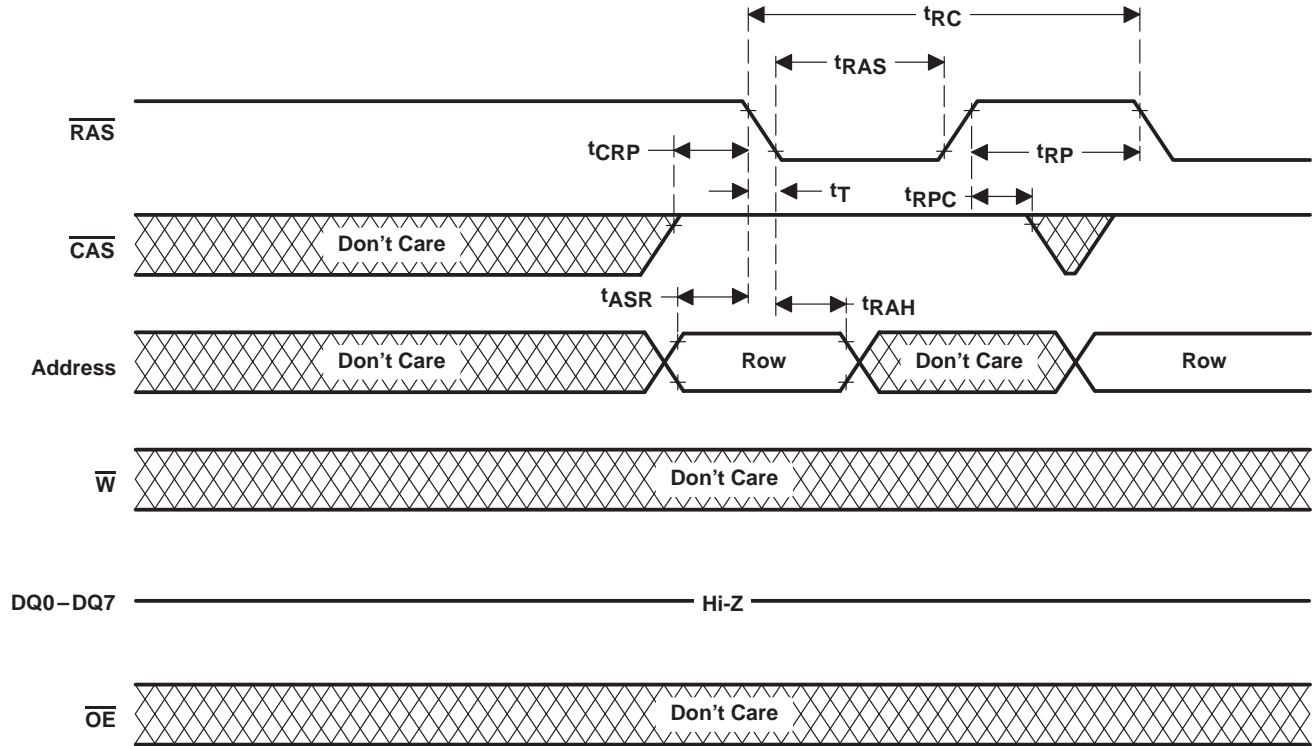 tRC
tRAS
RAS
tCRP
tRP
tT
tRPC
CAS
Don't Care
tASR
tRAH
Address
Don't Care
Row
Don't Care
Row
W
Don't Care
DQ0–DQ7
Hi-Z
OE
Don't Care